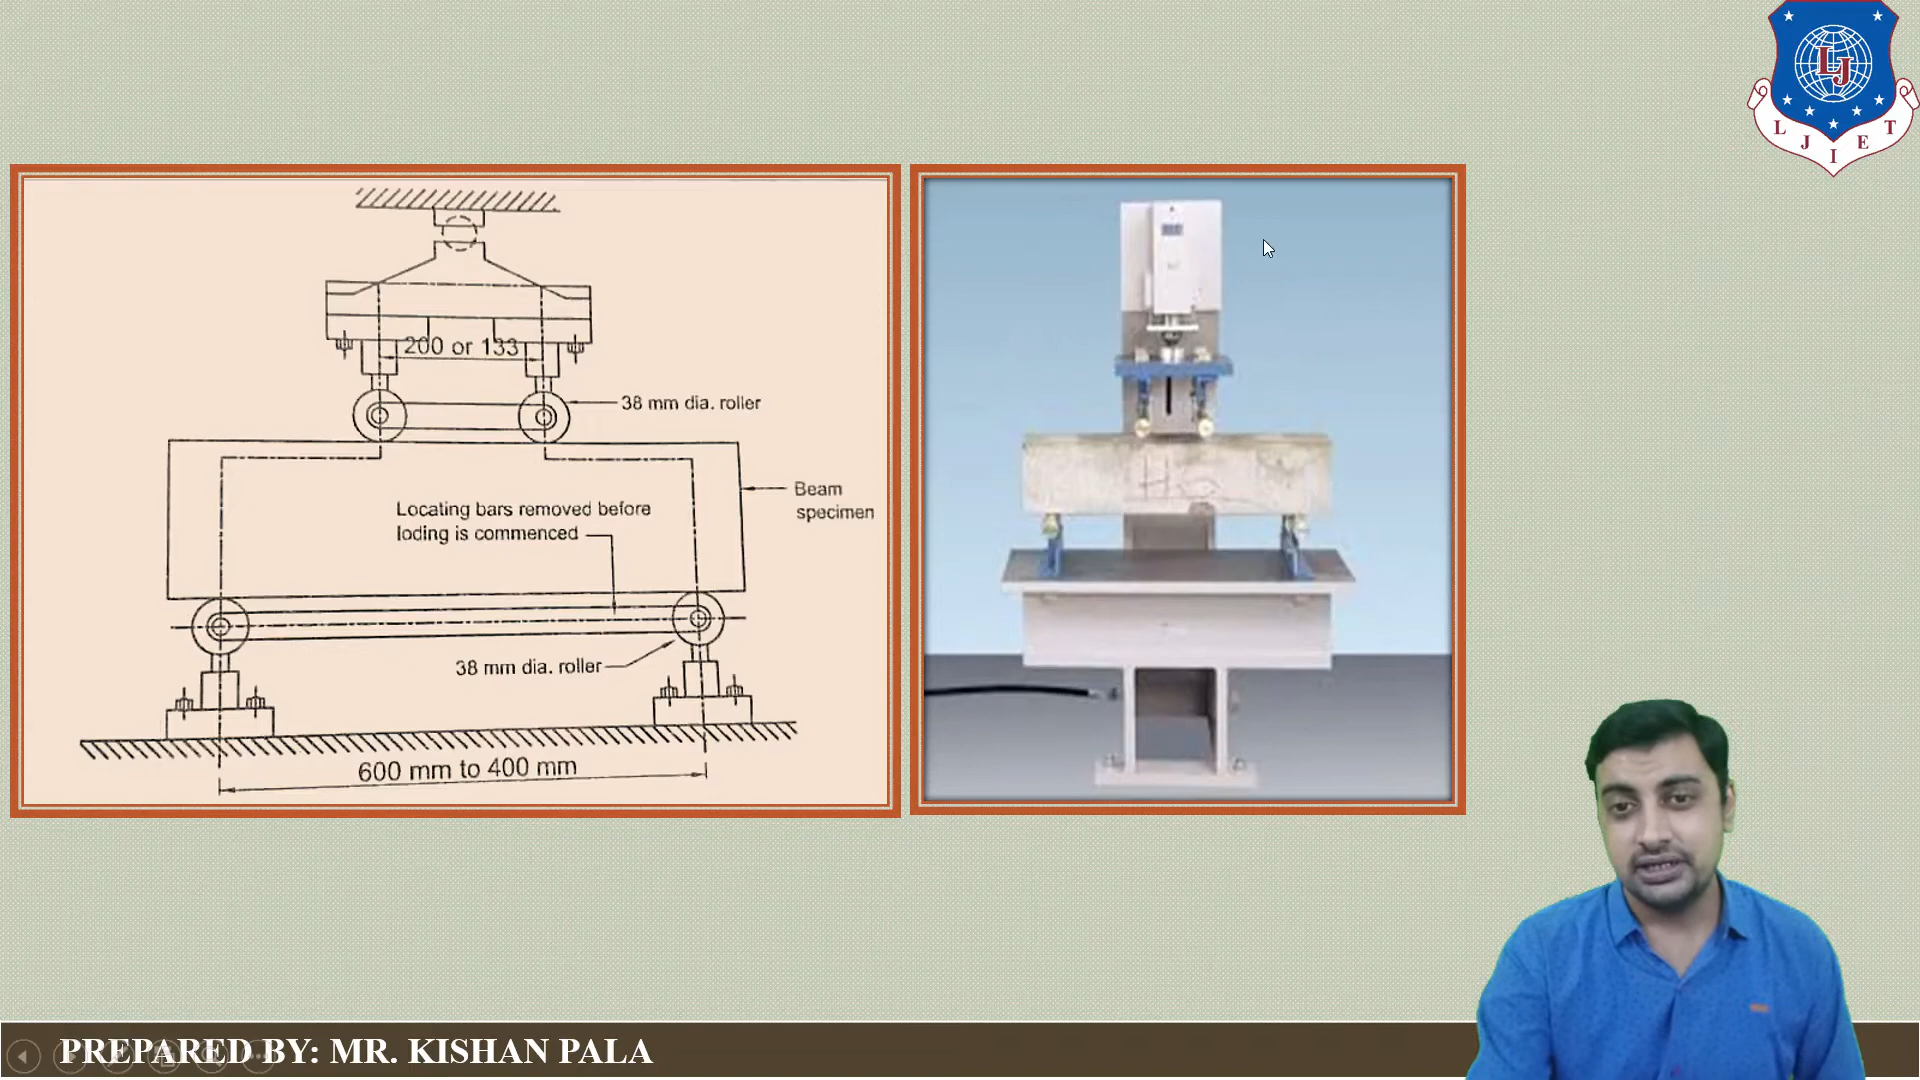 LJ
L J I E T
200 or 133
38 mm dia. roller
Locating bars removed before
loding is commenced
Beam
specimen
38 mm dia. roller
600 mm to 400 mm
PREPARED BY: MR. KISHAN PALA